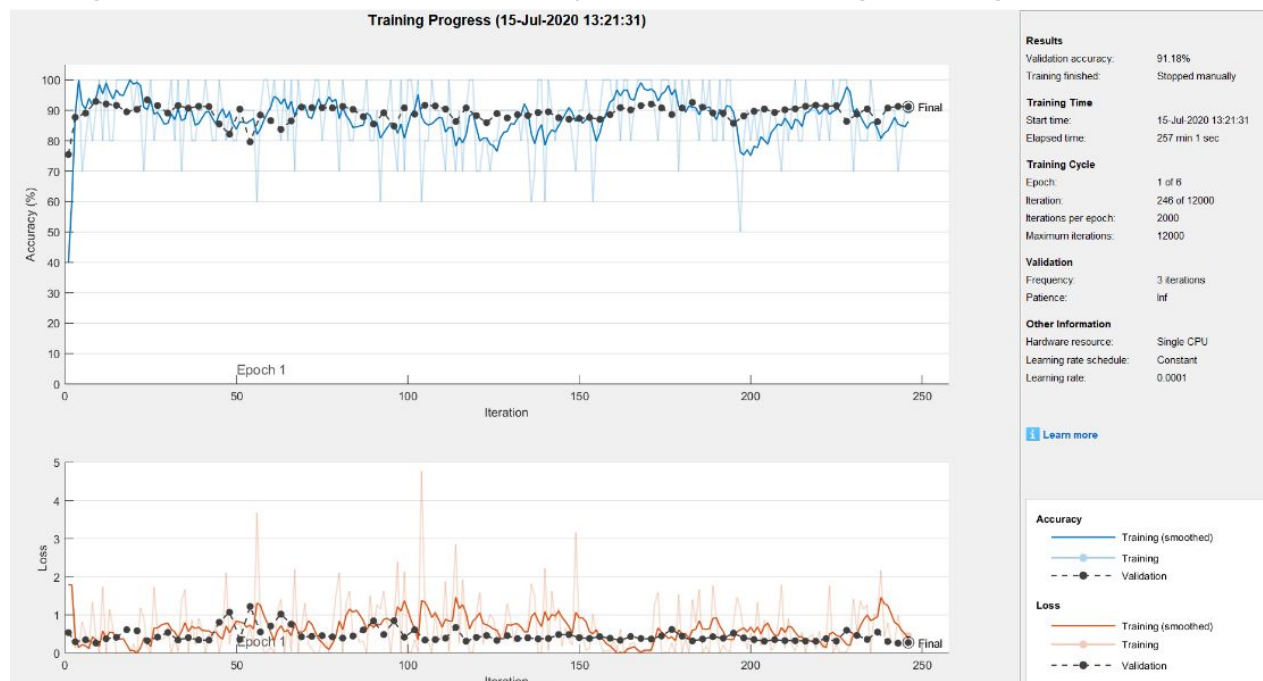 Training Progress (15-Jul-2020 13:21:31)
100
90
80
70
60
50
40
30
20
10
0
Accuracy (%)
Final
Epoch 1
0 50 100 150 200 250
Iteration
5
4
3
2
1
0
Loss
Final
Epoch 1
0 50 100 150 200 250
Iteration
Results
Validation accuracy: 91.18%
Training finished: Stopped manually
Training Time
Start time: 15-Jul-2020 13:21:31
Elapsed time: 257 min 1 sec
Training Cycle
Epoch: 1 of 6
Iteration: 246 of 12000
Iterations per epoch: 2000
Maximum iterations: 12000
Validation
Frequency: 3 iterations
Patience: Inf
Other Information
Hardware resource: Single CPU
Learning rate schedule: Constant
Learning rate: 0.0001
i Learn more
Accuracy
Training (smoothed)
Training
Validation
Loss
Training (smoothed)
Training
Validation